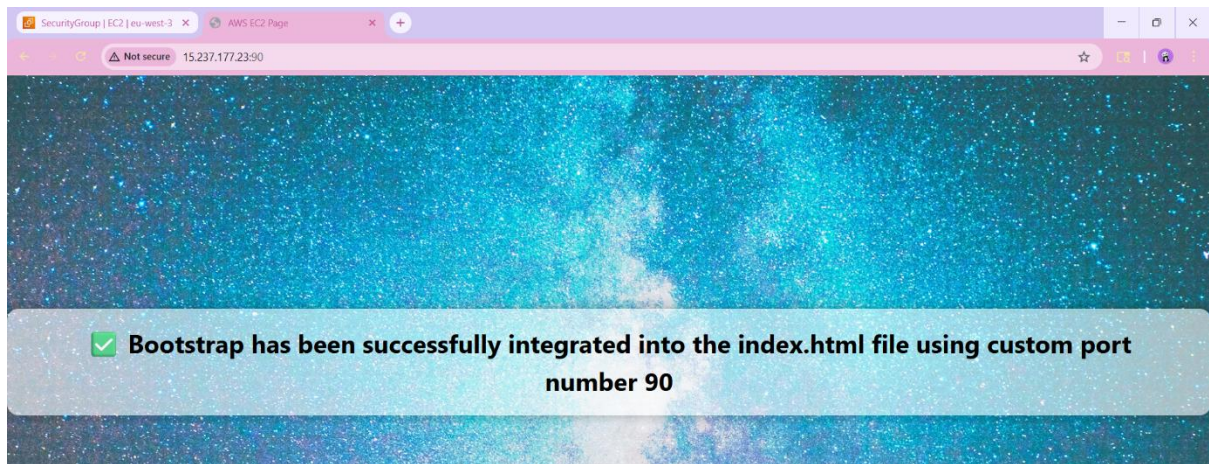 SecurityGroup | EC2 | eu-west-3
AWS EC2 Page
Not secure
15.237.177.23:90
✅ Bootstrap has been successfully integrated into the index.html file using custom port
number 90